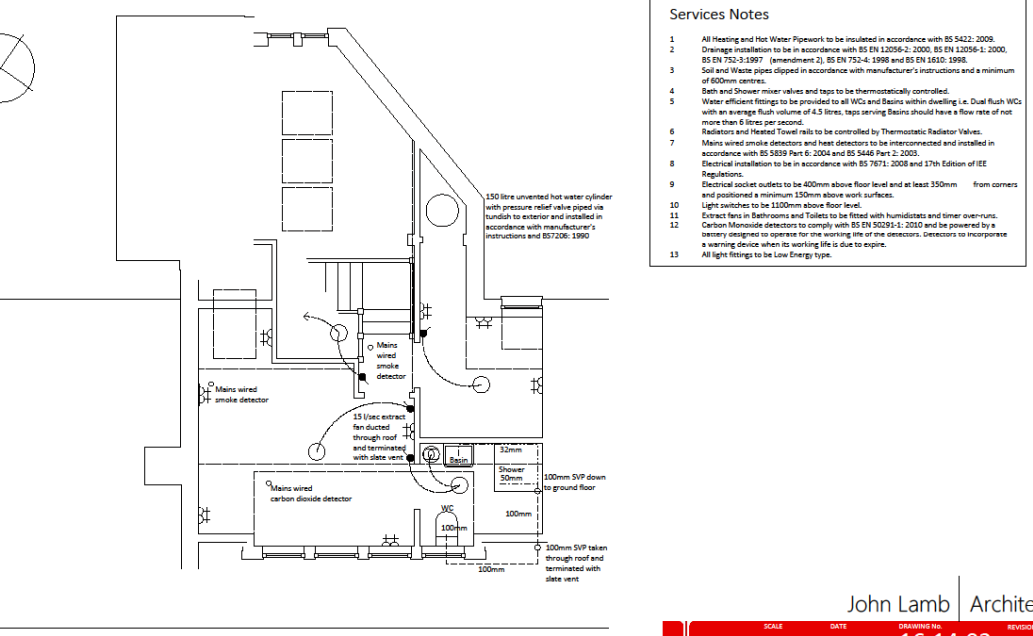 Services Notes
1 All Heating and Hot Water Pipework to be insulated in accordance with BS 5422: 2009.
2 Drainage installation to be in accordance with BS EN 12056-2: 2000, BS EN 12056-1: 2000,
BS EN 752-3:1997 (amendment 2), BS EN 752-4: 1998 and BS EN 1610: 1998.
3 Soil and Waste pipes clipped in accordance with manufacturer's instructions and a minimum
of 600mm centres.
4 Bath and Shower mixer valves and taps to be thermostatically controlled.
5 Water efficient fittings to be provided to all WCs and Basins within dwelling i.e. Dual flush WCs
with an average flush volume of 4.5 litres, taps serving Basins should have a flow rate of not
more than 6 litres per second.
6 Radiators and Heated Towel rails to be controlled by Thermostatic Radiator Valves.
7 Mains wired smoke detectors and heat detectors to be interconnected and installed in
accordance with BS 5839 Part 6: 2004 and BS 5446 Part 2: 2003.
8 Electrical installation to be in accordance with BS 7671: 2008 and 17th Edition of IEE
Regulations.
9 Electrical socket outlets to be 400mm above floor level and at least 350mm from corners
and positioned a minimum 150mm above work surfaces.
10 Light switches to be 1100mm above floor level.
11 Extract fans in Bathrooms and Toilets to be fitted with humidistats and timer over-runs.
12 Carbon Monoxide detectors to comply with BS EN 50291-1: 2010 and be powered by a
battery designed to operate for the working life of the detectors. Detectors to incorporate
a warning device when its working life is due to expire.
13 All light fittings to be Low Energy type.
150 litre unvented hot water cylinder
with pressure relief valve piped via
tundish to exterior and installed in
accordance with manufacturer's
instructions and BS7206: 1990
Mains
wired
smoke
detector
Mains wired
smoke detector
15 l/sec extract
fan ducted
through roof
and terminated
with slate vent
Basin
32mm
Shower
50mm
100mm SVP down
to ground floor
Mains wired
carbon dioxide detector
WC
100mm
100mm
100mm SVP taken
through roof and
terminated with
slate vent
100mm
John Lamb Archite
SCALE DATE DRAWING No. REVISION